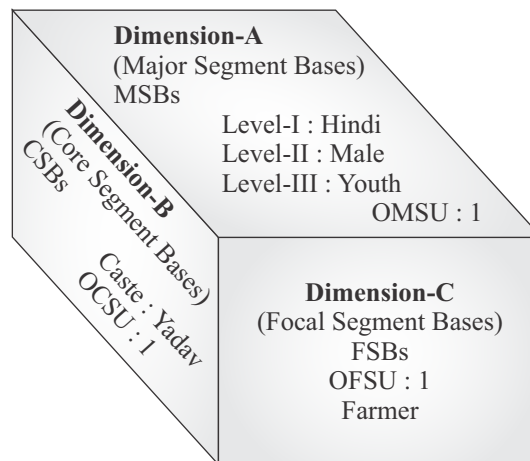 Dimension-A
(Major Segment Bases)
MSBs
Level-I : Hindi
Level-II : Male
Level-III : Youth
OMSU : 1
Dimension-B
(Core Segment Bases)
CSBs
Caste : Yadav
OCSU : 1
Dimension-C
(Focal Segment Bases)
FSBs
OFSU : 1
Farmer